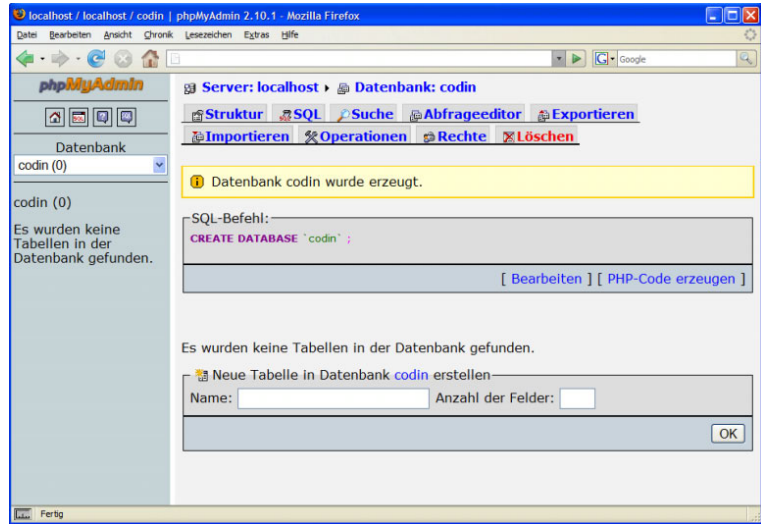 localhost / localhost / codin | phpMyAdmin 2.10.1 - Mozilla Firefox
Datei Bearbeiten Ansicht Chronik Lesezeichen Extras Hilfe
Google
phpMyAdmin
SQL
Datenbank
codin (0)
codin (0)
Es wurden keine
Tabellen in der
Datenbank gefunden.
Server: localhost Datenbank: codin
Struktur SQL Suche Abfrageeditor Exportieren
Importieren Operationen Rechte Löschen
Datenbank codin wurde erzeugt.
SQL-Befehl:
CREATE DATABASE `codin` ;
[ Bearbeiten ] [ PHP-Code erzeugen ]
Es wurden keine Tabellen in der Datenbank gefunden.
Neue Tabelle in Datenbank codin erstellen
Name: Anzahl der Felder:
OK
Fertig